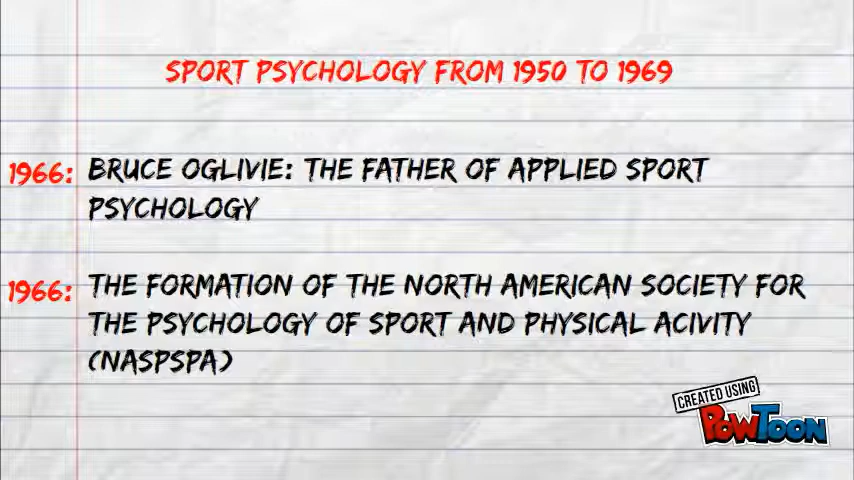 SPORT PSYCHOLOGY FROM 1950 TO 1969
1966: BRUCE OGLIVIE: THE FATHER OF APPLIED SPORT
PSYCHOLOGY
1966: THE FORMATION OF THE NORTH AMERICAN SOCIETY FOR
THE PSYCHOLOGY OF SPORT AND PHYSICAL ACIVITY
(NASPSPA)
CREATED USING
POWTOON